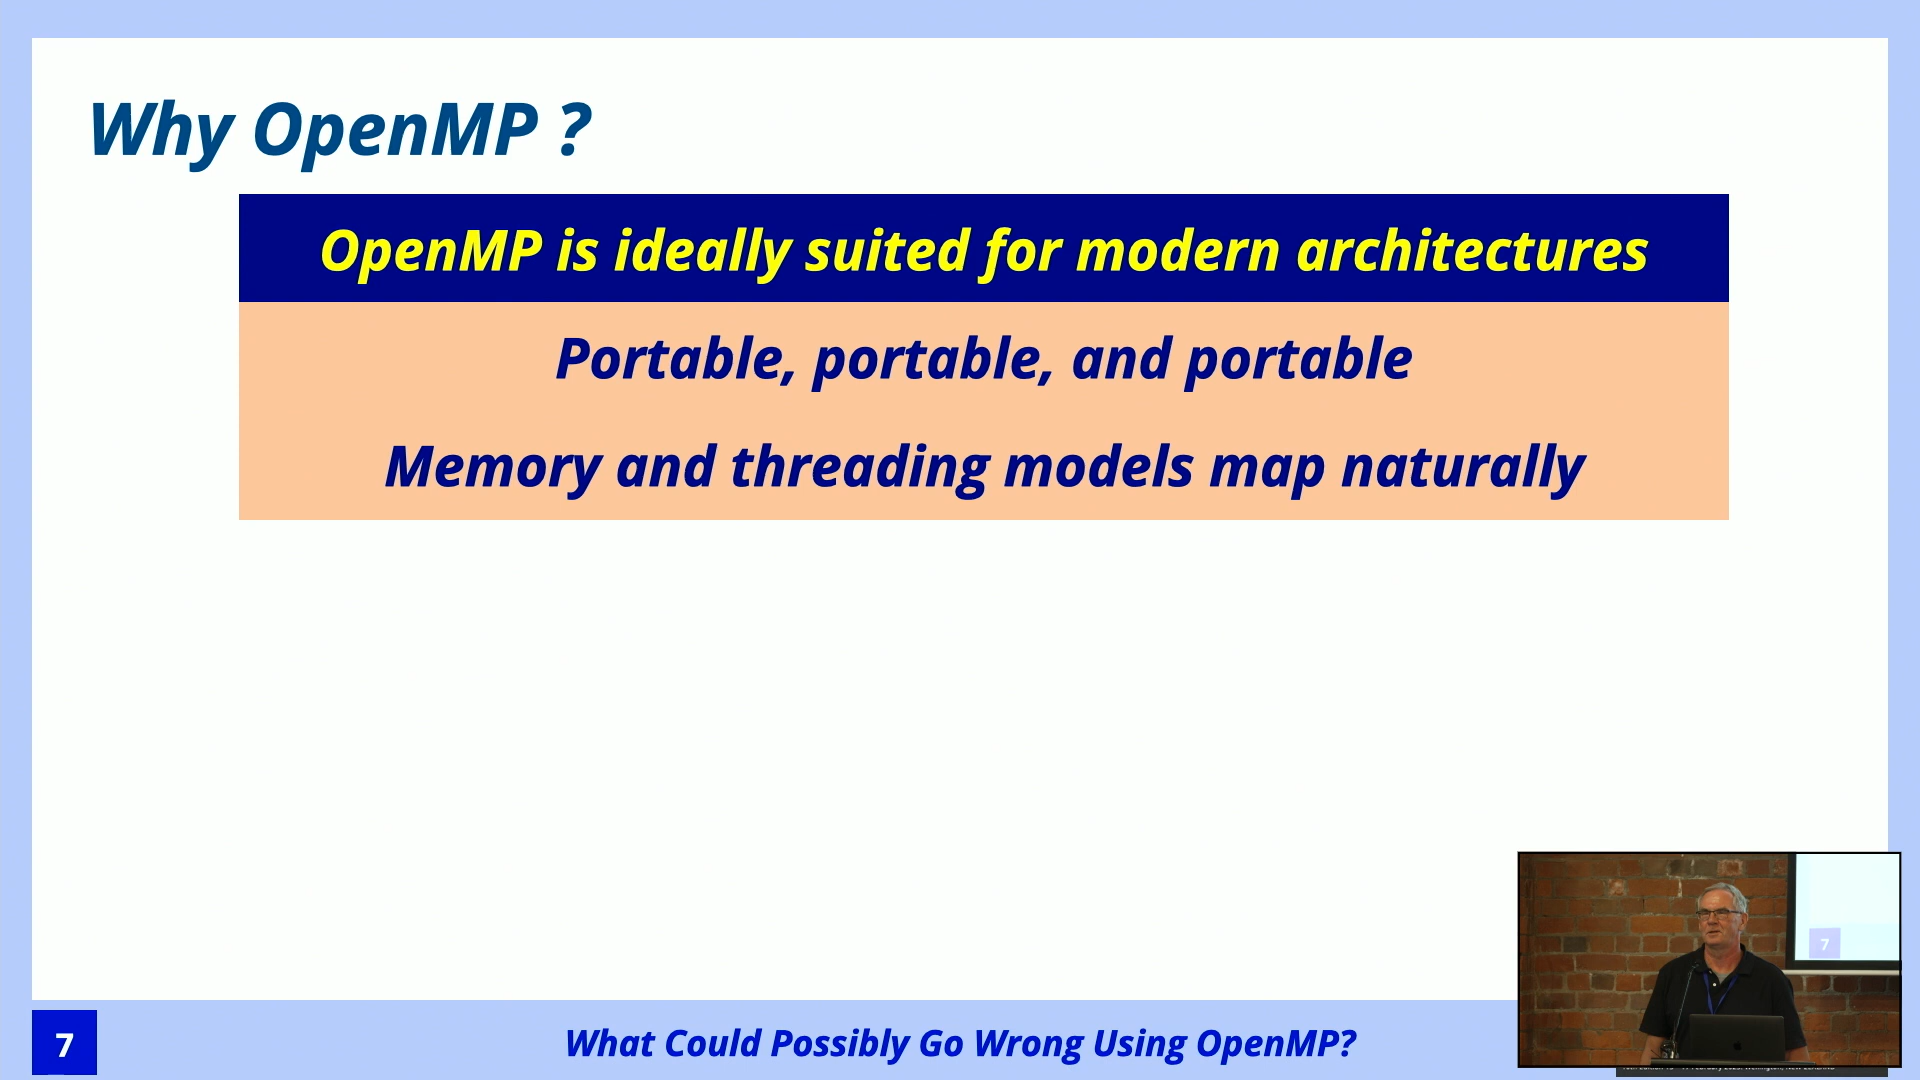 Why OpenMP ?
OpenMP is ideally suited for modern architectures
Portable, portable, and portable
Memory and threading models map naturally
7
7
What Could Possibly Go Wrong Using OpenMP?